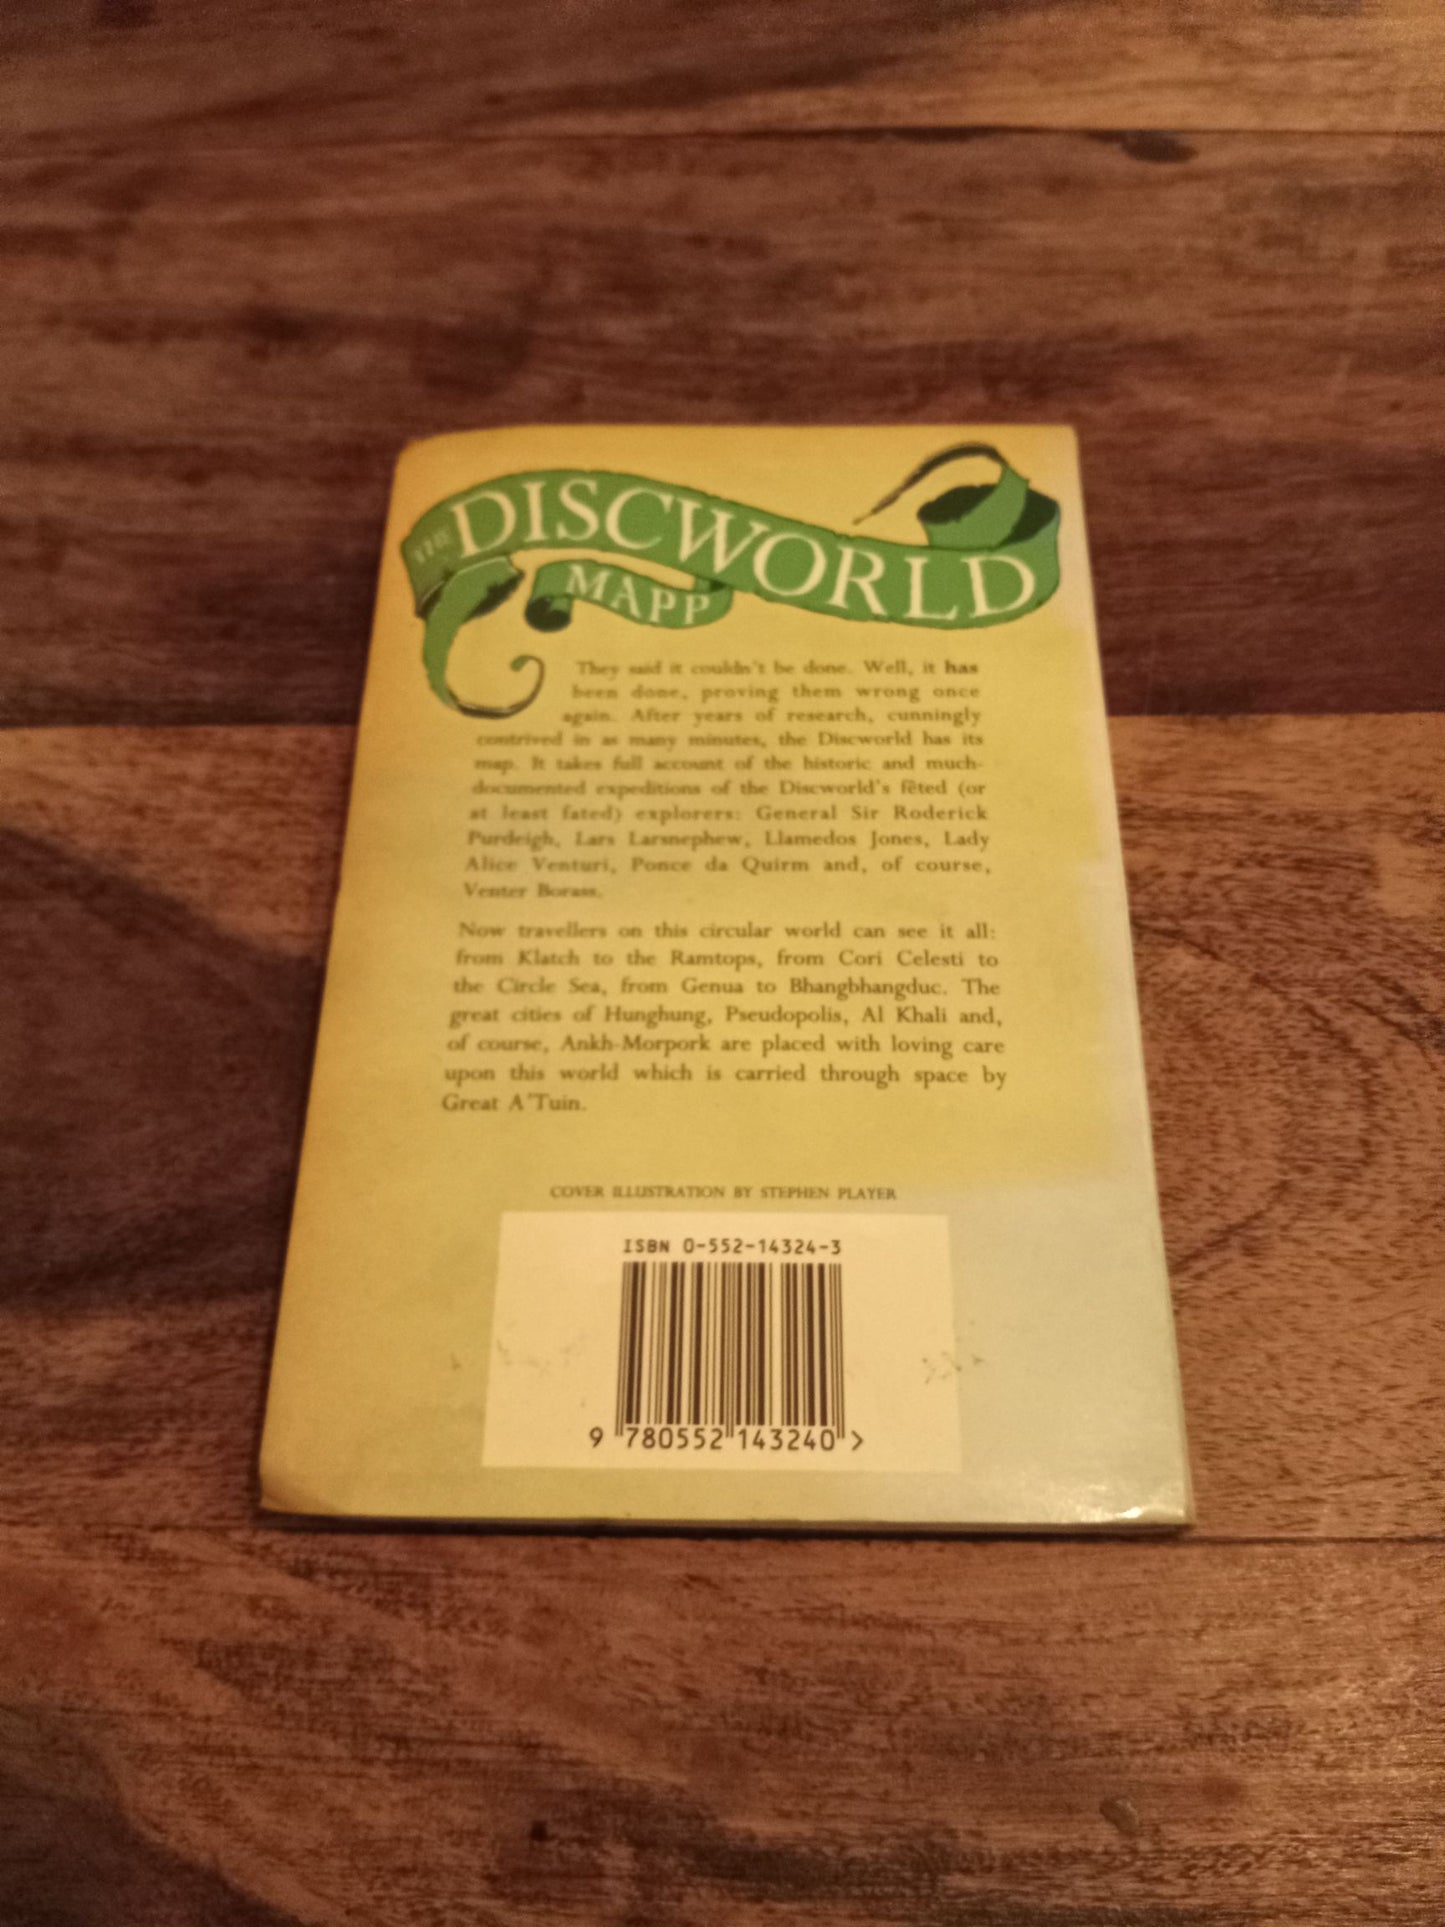 THE DISCWORLD
MAPP
They said it couldn't be done. Well, it has
been done, proving them wrong once
again. After years of research, cunningly
contrived in as many minutes, the Discworld has its
map. It takes full account of the historic and much-
documented expeditions of the Discworld's fêted (or
at least fated) explorers: General Sir Roderick
Purdeigh, Lars Larsnephew, Llamedos Jones, Lady
Alice Venturi, Ponce da Quirm and, of course,
Venter Borass.
Now travellers on this circular world can see it all:
from Klatch to the Ramtops, from Cori Celesti to
the Circle Sea, from Genua to Bhangbhangduc. The
great cities of Hunghung, Pseudopolis, Al Khali and,
of course, Ankh-Morpork are placed with loving care
upon this world which is carried through space by
Great A'Tuin.
COVER ILLUSTRATION BY STEPHEN PLAYER
ISBN 0-552-14324-3
9 780552 143240 >